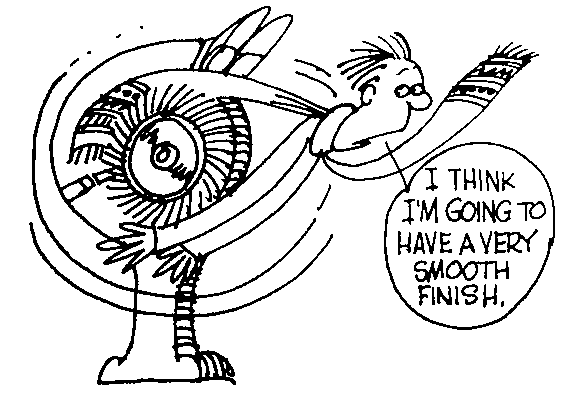 I THINK
I'M GOING TO
HAVE A VERY
SMOOTH
FINISH.